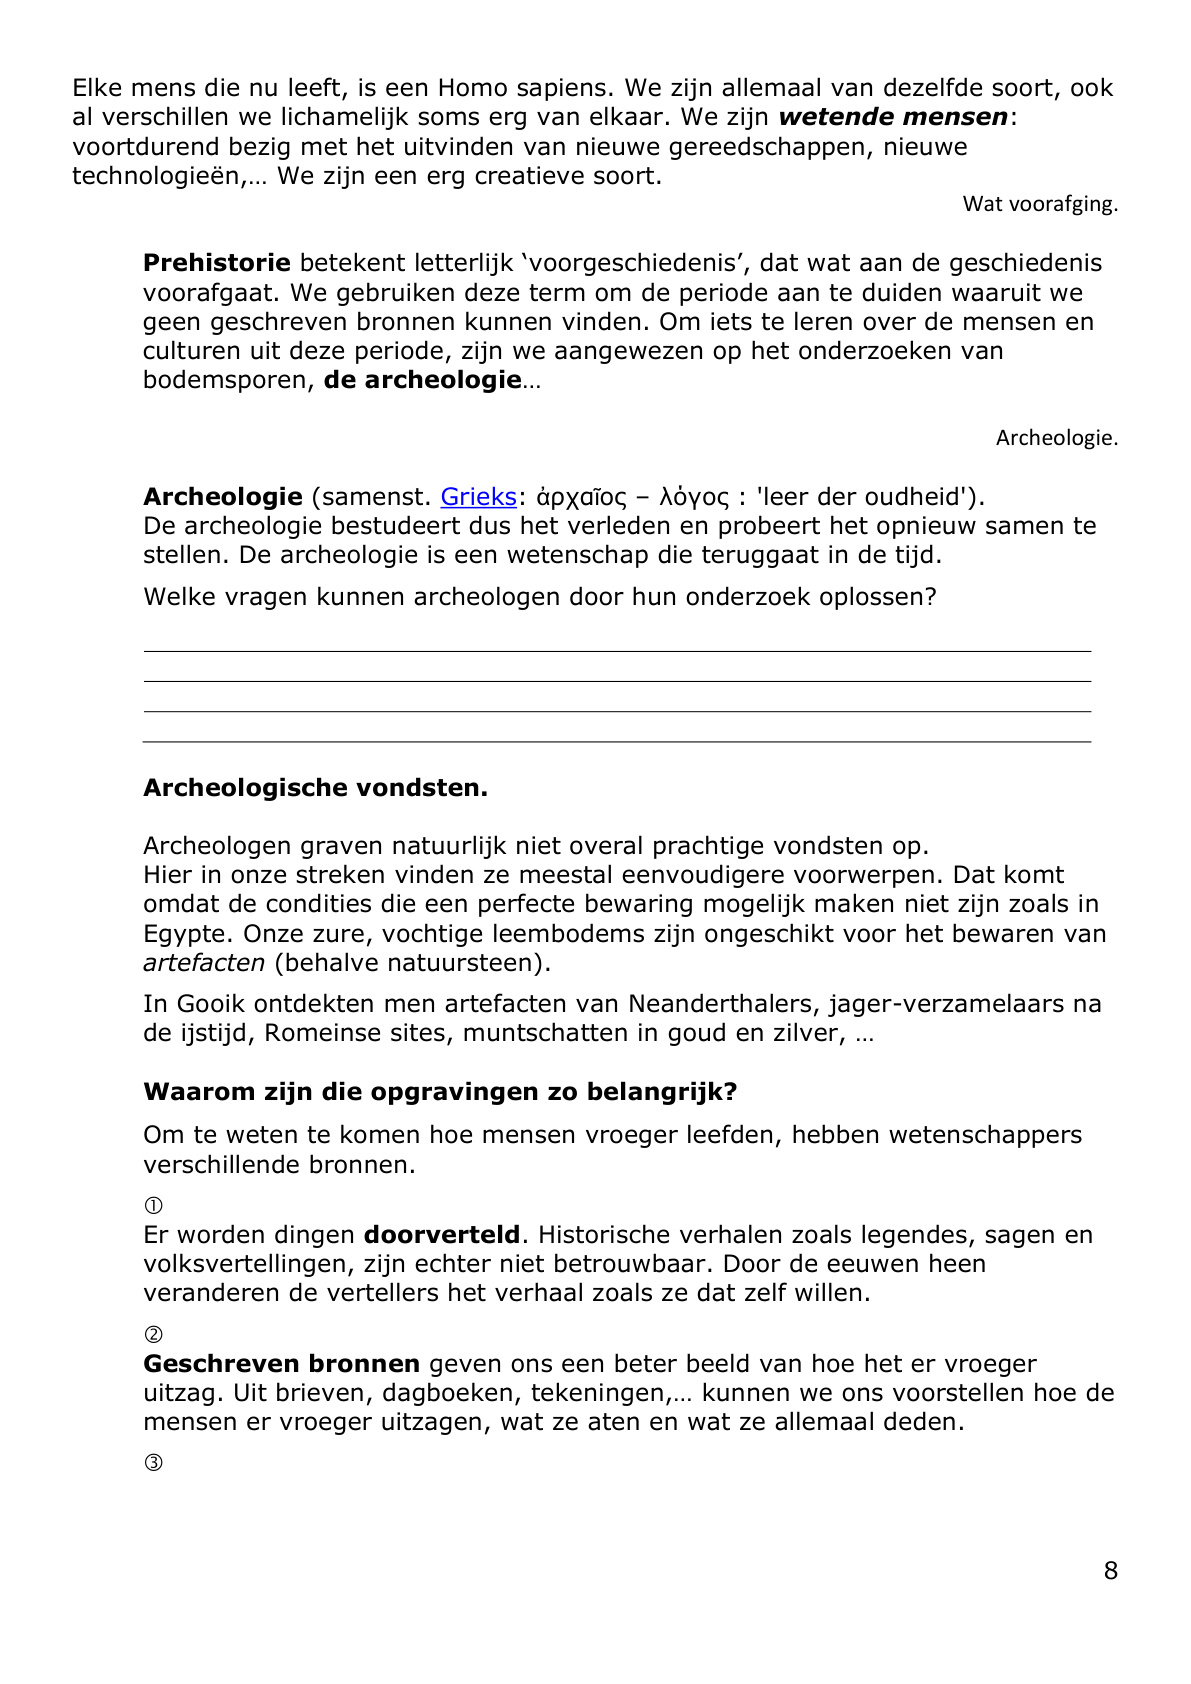 Elke mens die nu leeft, is een Homo sapiens. We zijn allemaal van dezelfde soort, ook
al verschillen we lichamelijk soms erg van elkaar. We zijn wetende mensen:
voortdurend bezig met het uitvinden van nieuwe gereedschappen, nieuwe
technologieën,… We zijn een erg creatieve soort.
Wat voorafging.
Prehistorie betekent letterlijk ‘voorgeschiedenis’, dat wat aan de geschiedenis
voorafgaat. We gebruiken deze term om de periode aan te duiden waaruit we
geen geschreven bronnen kunnen vinden. Om iets te leren over de mensen en
culturen uit deze periode, zijn we aangewezen op het onderzoeken van
bodemsporen, de archeologie…
Archeologie.
Archeologie (samenst. Grieks: ἀρχαῖος – λόγος : 'leer der oudheid').
De archeologie bestudeert dus het verleden en probeert het opnieuw samen te
stellen. De archeologie is een wetenschap die teruggaat in de tijd.
Welke vragen kunnen archeologen door hun onderzoek oplossen?
Archeologische vondsten.
Archeologen graven natuurlijk niet overal prachtige vondsten op.
Hier in onze streken vinden ze meestal eenvoudigere voorwerpen. Dat komt
omdat de condities die een perfecte bewaring mogelijk maken niet zijn zoals in
Egypte. Onze zure, vochtige leembodems zijn ongeschikt voor het bewaren van
artefacten (behalve natuursteen).
In Gooik ontdekten men artefacten van Neanderthalers, jager-verzamelaars na
de ijstijd, Romeinse sites, muntschatten in goud en zilver, …
Waarom zijn die opgravingen zo belangrijk?
Om te weten te komen hoe mensen vroeger leefden, hebben wetenschappers
verschillende bronnen.
①
Er worden dingen doorverteld. Historische verhalen zoals legendes, sagen en
volksvertellingen, zijn echter niet betrouwbaar. Door de eeuwen heen
veranderen de vertellers het verhaal zoals ze dat zelf willen.
②
Geschreven bronnen geven ons een beter beeld van hoe het er vroeger
uitzag. Uit brieven, dagboeken, tekeningen,… kunnen we ons voorstellen hoe de
mensen er vroeger uitzagen, wat ze aten en wat ze allemaal deden.
③
8